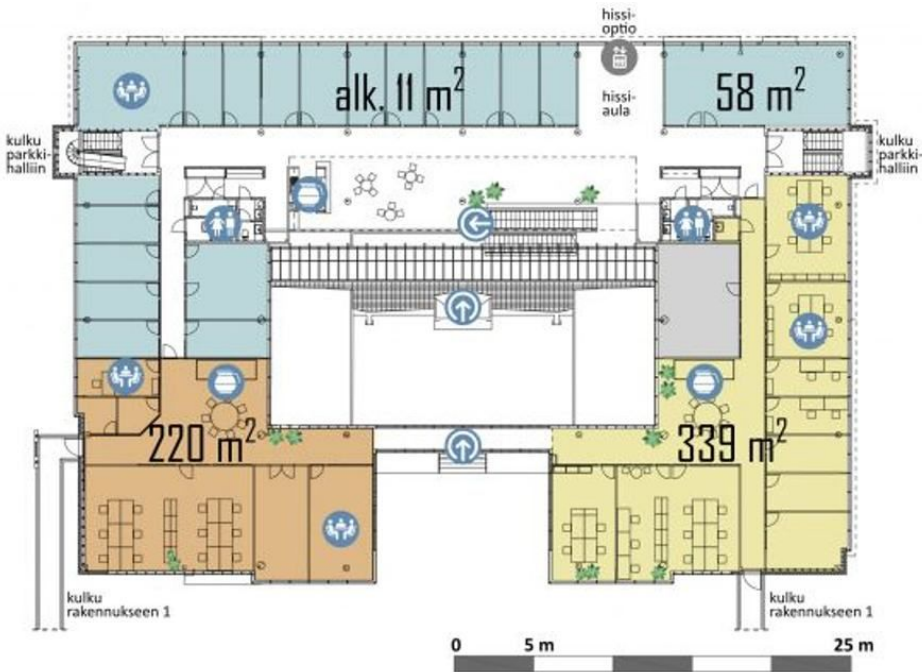 hissi-
optio
alk. 11 m²
hissi-
aula
58 m²
kulku
parkki-
halliin
kulku
parkki-
halliin
220 m²
339 m²
kulku
rakennukseen 1
kulku
rakennukseen 1
0 5 m 25 m